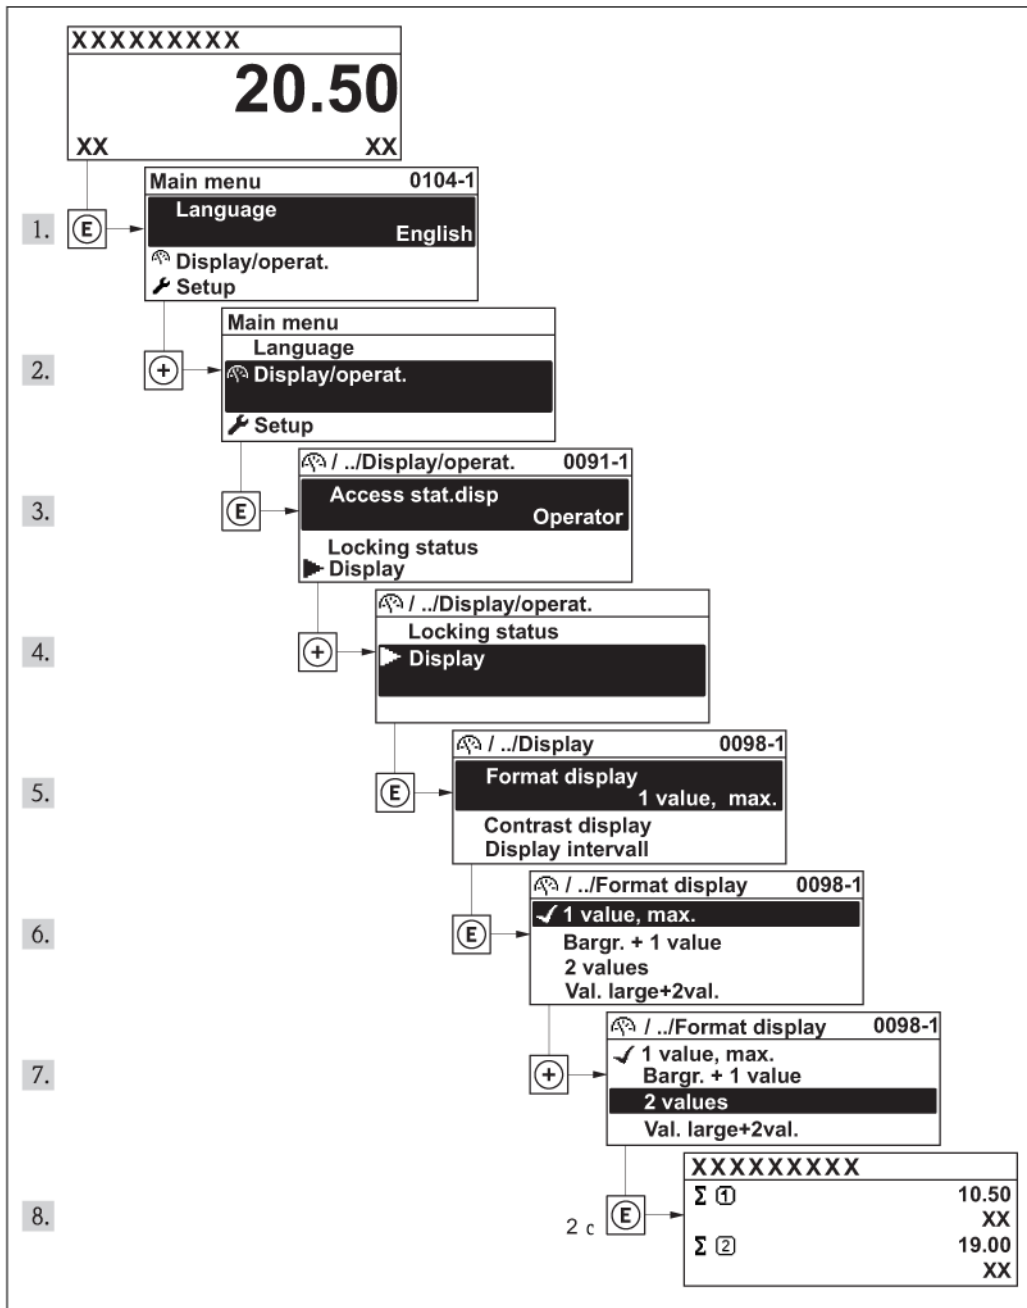 XXXXXXXXX
20.50
XX XX
Main menu 0104-1
1. E Language
English
Display/operat.
Setup
Main menu
Language
2. + Display/operat.
Setup
/ ../Display/operat. 0091-1
3. E Access stat.disp
Operator
Locking status
Display
/ ../Display/operat.
Locking status
4. + Display
/ ../Display 0098-1
5. E Format display
1 value, max.
Contrast display
Display intervall
/ ../Format display 0098-1
6. E 1 value, max.
Bargr. + 1 value
2 values
Val. large+2val.
/ ../Format display 0098-1
1 value, max.
7. + Bargr. + 1 value
2 values
Val. large+2val.
XXXXXXXXX
Σ 1 10.50
8. 2 c E XX
Σ 2 19.00
XX